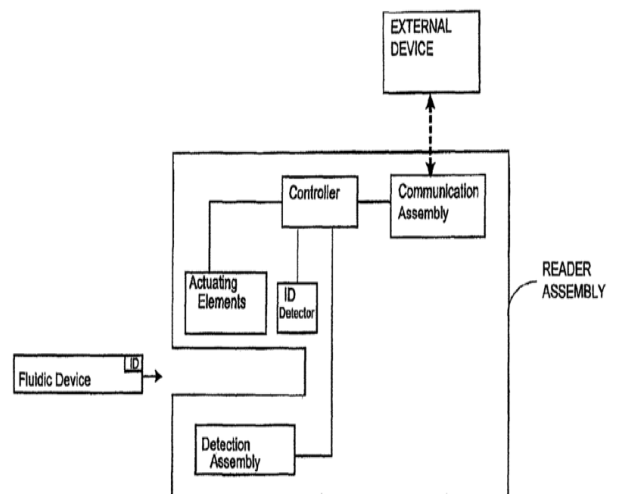 EXTERNAL
DEVICE
Controller
Communication
Assembly
Actuating
Elements
ID
Detector
READER
ASSEMBLY
ID
Fluidic Device
Detection
Assembly